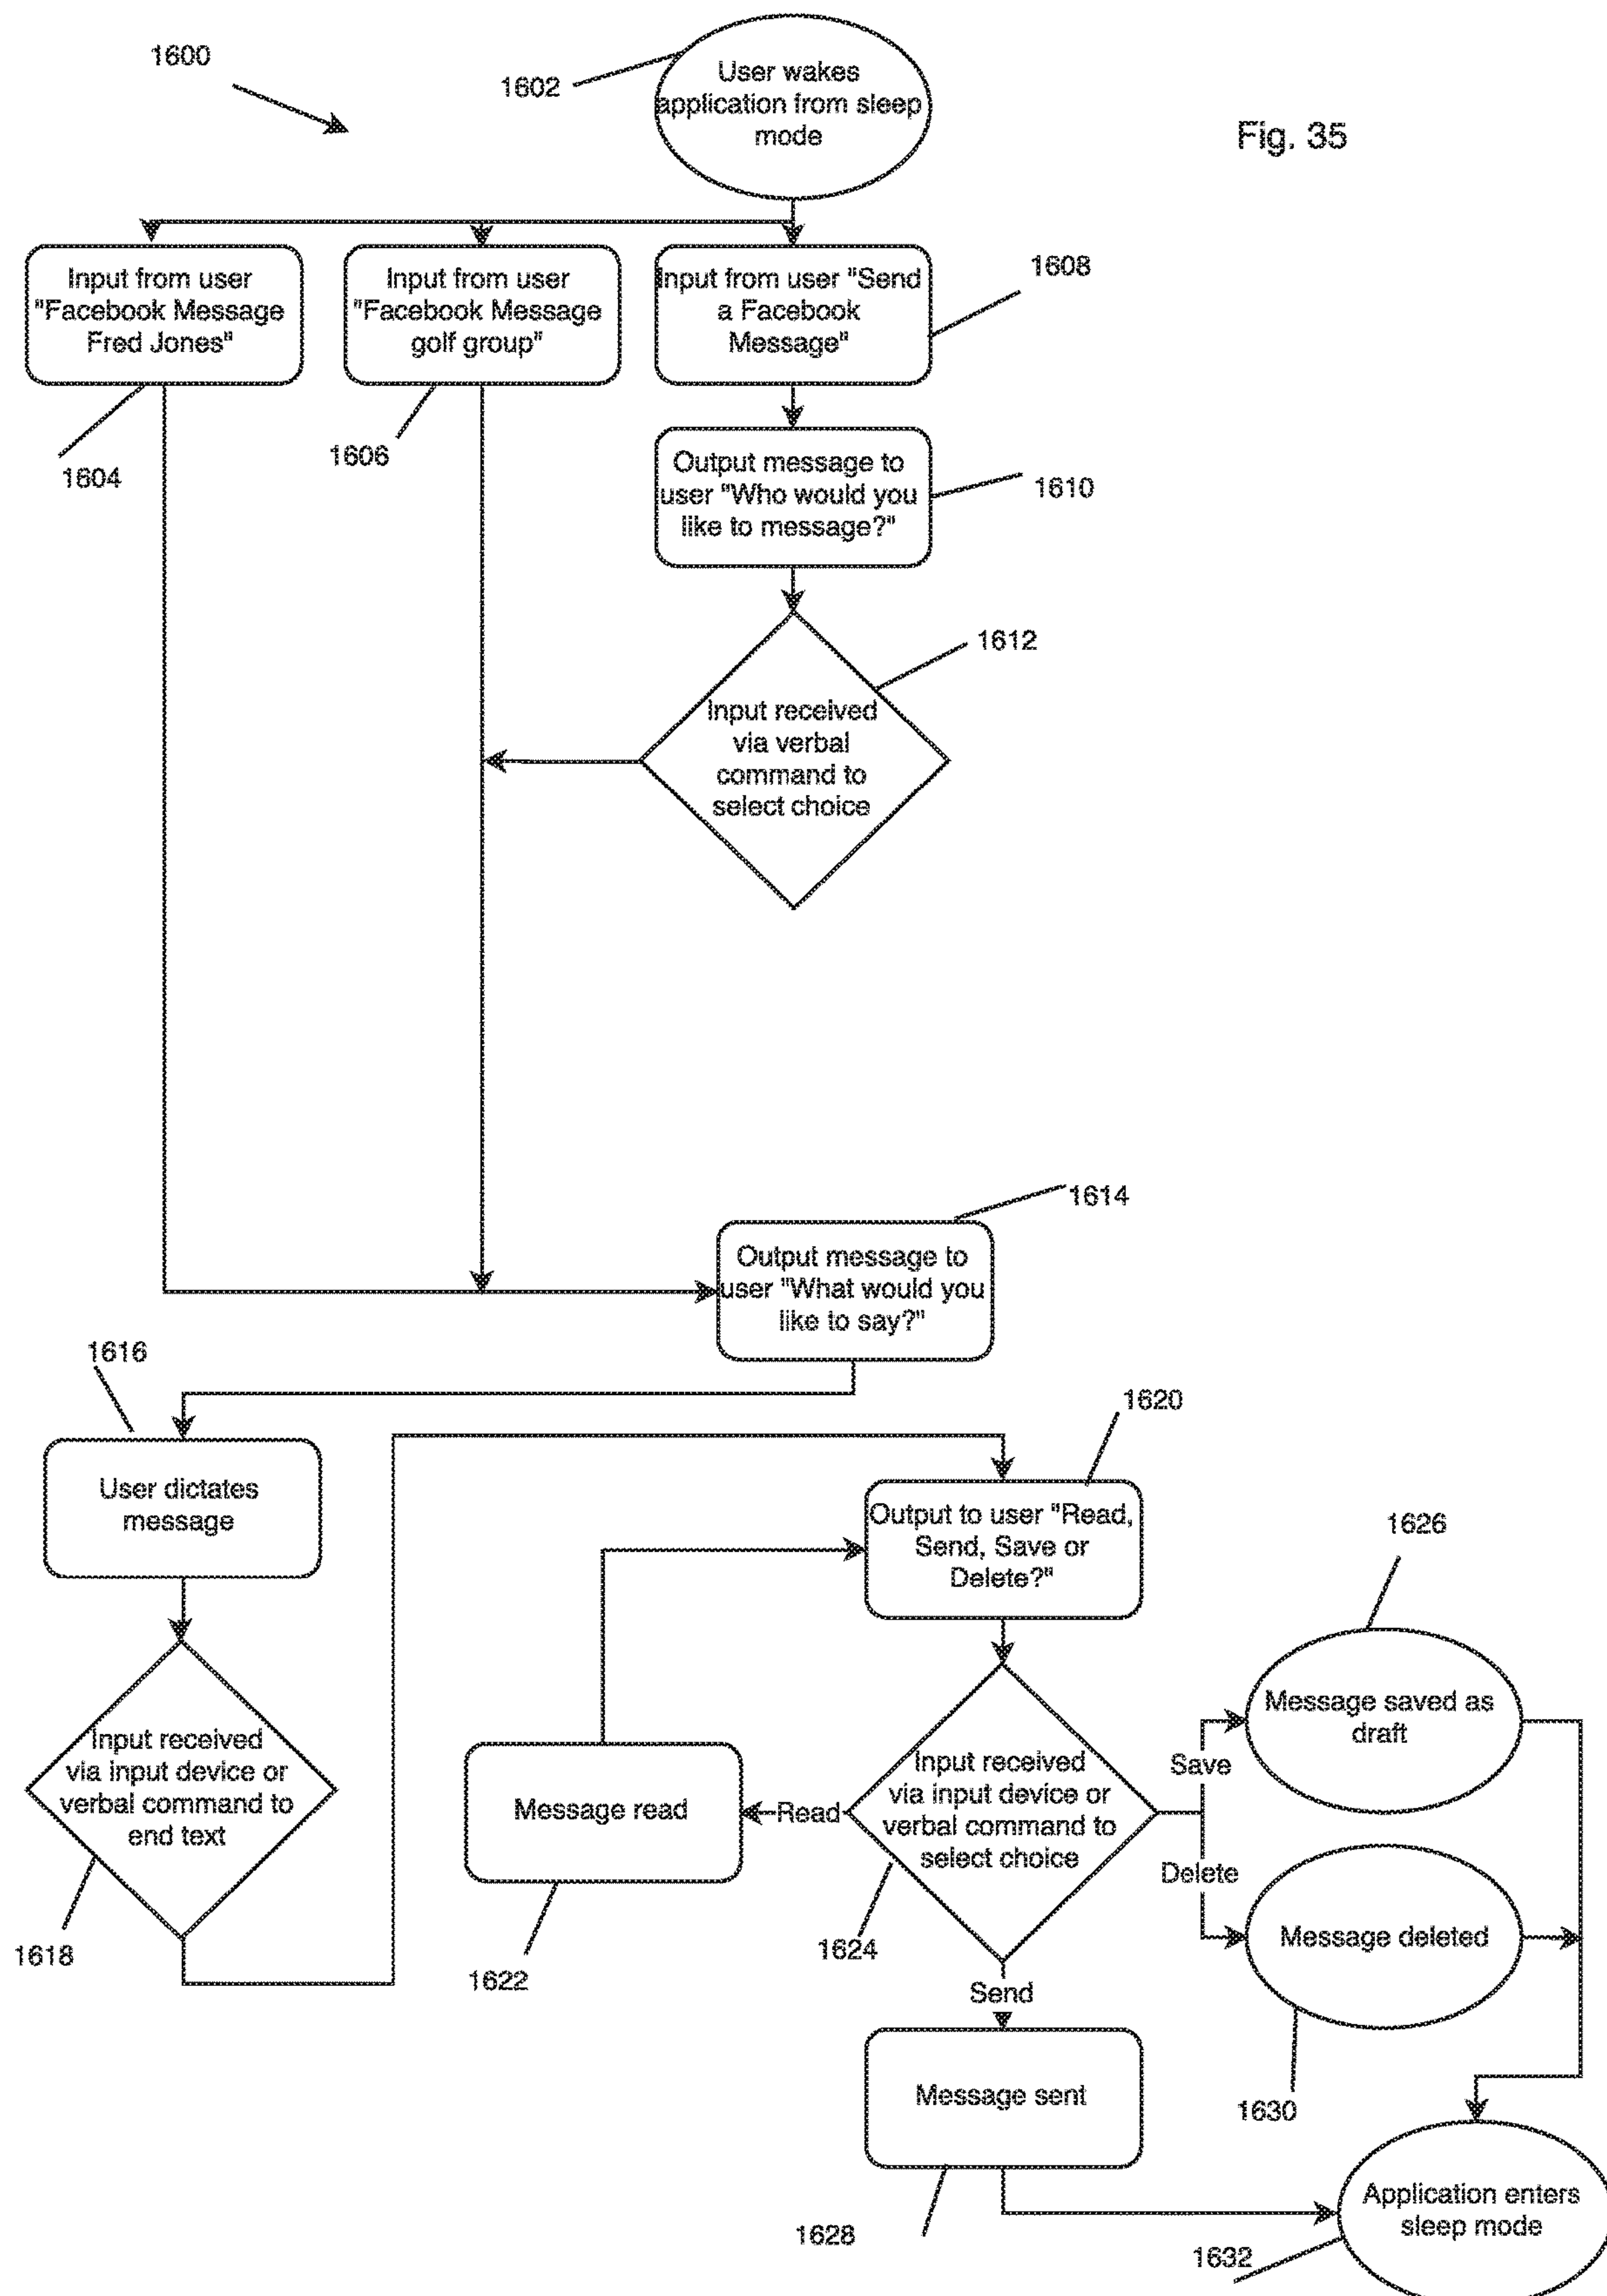 1600
1602
User wakes
application from sleep
mode
Fig. 35
Input from user
"Facebook Message
Fred Jones"
1604
Input from user
"Facebook Message
golf group"
1606
Input from user "Send
a Facebook
Message"
1608
Output message to
user "Who would you
like to message?"
1610
Input received
via verbal
command to
select choice
1612
1614
Output message to
user "What would you
like to say?"
1616
User dictates
message
Input received
via input device or
verbal command to
end text
1618
1620
Output to user "Read,
Send, Save or
Delete?"
Message read
1622
Read
Input received
via input device or
verbal command to
select choice
1624
Save
Delete
1626
Message saved as
draft
Message deleted
1630
Send
Message sent
1628
Application enters
sleep mode
1632